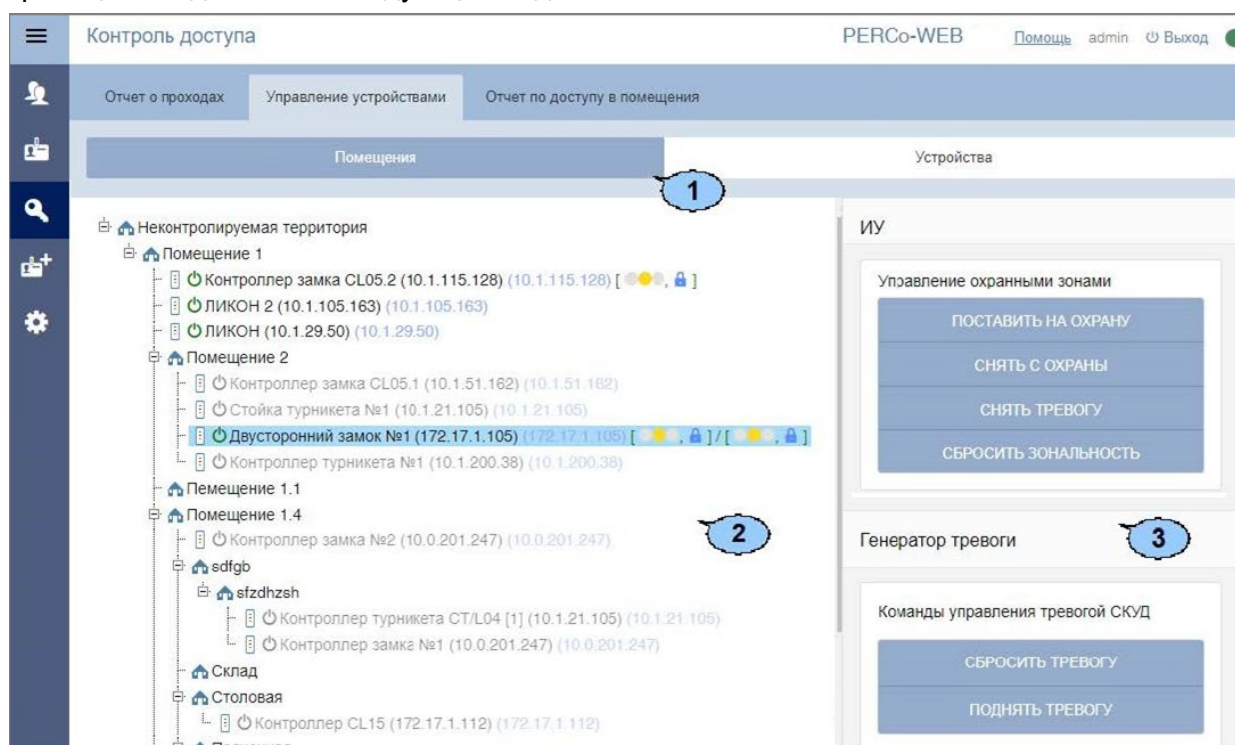 Контроль доступа
PERCo-WEB Помощь admin Выход
Отчет о проходах Управление устройствами Отчет по доступу в помещения
Помещения Устройства
1
Неконтролируемая территория
Помещение 1
Контроллер замка CL05.2 (10.1.115.128) (10.1.115.128) [ , ]
ЛИКОН 2 (10.1.105.163) (10.1.105.163)
ЛИКОН (10.1.29.50) (10.1.29.50)
Помещение 2
Контроллер замка CL05.1 (10.1.51.162) (10.1.51.162)
Стойка турникета №1 (10.1.21.105) (10.1.21.105)
Двусторонний замок №1 (172.17.1.105) (172.17.1.105) [ , ] / [ , ]
Контроллер турникета №1 (10.1.200.38) (10.1.200.38)
Пемещение 1.1
Помещение 1.4
Контроллер замка №2 (10.0.201.247) (10.0.201.247)
sdfgb
sfzdhzsh
Контроллер турникета CT/L04 [1] (10.1.21.105) (10.1.21.105)
Контроллер замка №1 (10.0.201.247) (10.0.201.247)
Склад
Столовая
Контроллер CL15 (172.17.1.112) (172.17.1.112)
2
ИУ
Управление охранными зонами
ПОСТАВИТЬ НА ОХРАНУ
СНЯТЬ С ОХРАНЫ
СНЯТЬ ТРЕВОГУ
СБРОСИТЬ ЗОНАЛЬНОСТЬ
Генератор тревоги
3
Команды управления тревогой СКУД
СБРОСИТЬ ТРЕВОГУ
ПОДНЯТЬ ТРЕВОГУ